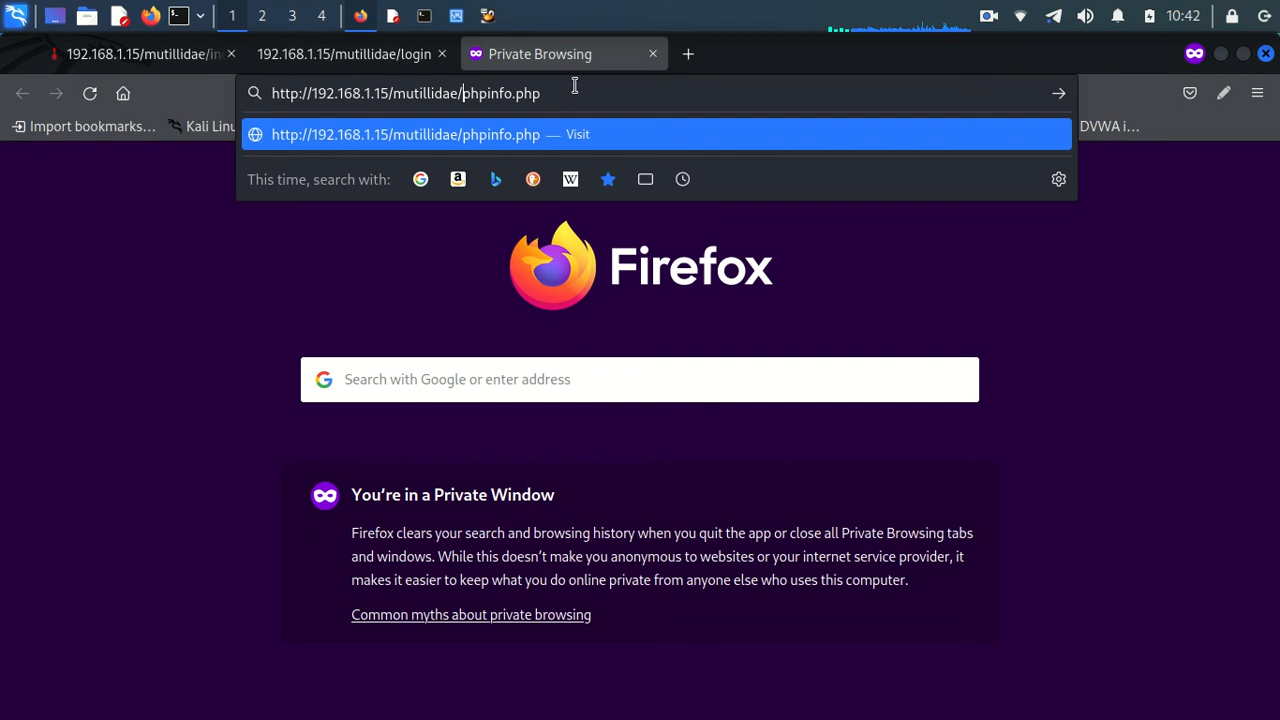 1 2 3 4 10:42
192.168.1.15/mutillidae/in
192.168.1.15/mutillidae/login
Private Browsing
http://192.168.1.15/mutillidae/phpinfo.php
Import bookmarks…
Kali Linu
DVWA i…
http://192.168.1.15/mutillidae/phpinfo.php — Visit
This time, search with:
Firefox
Search with Google or enter address
You're in a Private Window
Firefox clears your search and browsing history when you quit the app or close all Private Browsing tabs
and windows. While this doesn't make you anonymous to websites or your internet service provider, it
makes it easier to keep what you do online private from anyone else who uses this computer.
Common myths about private browsing